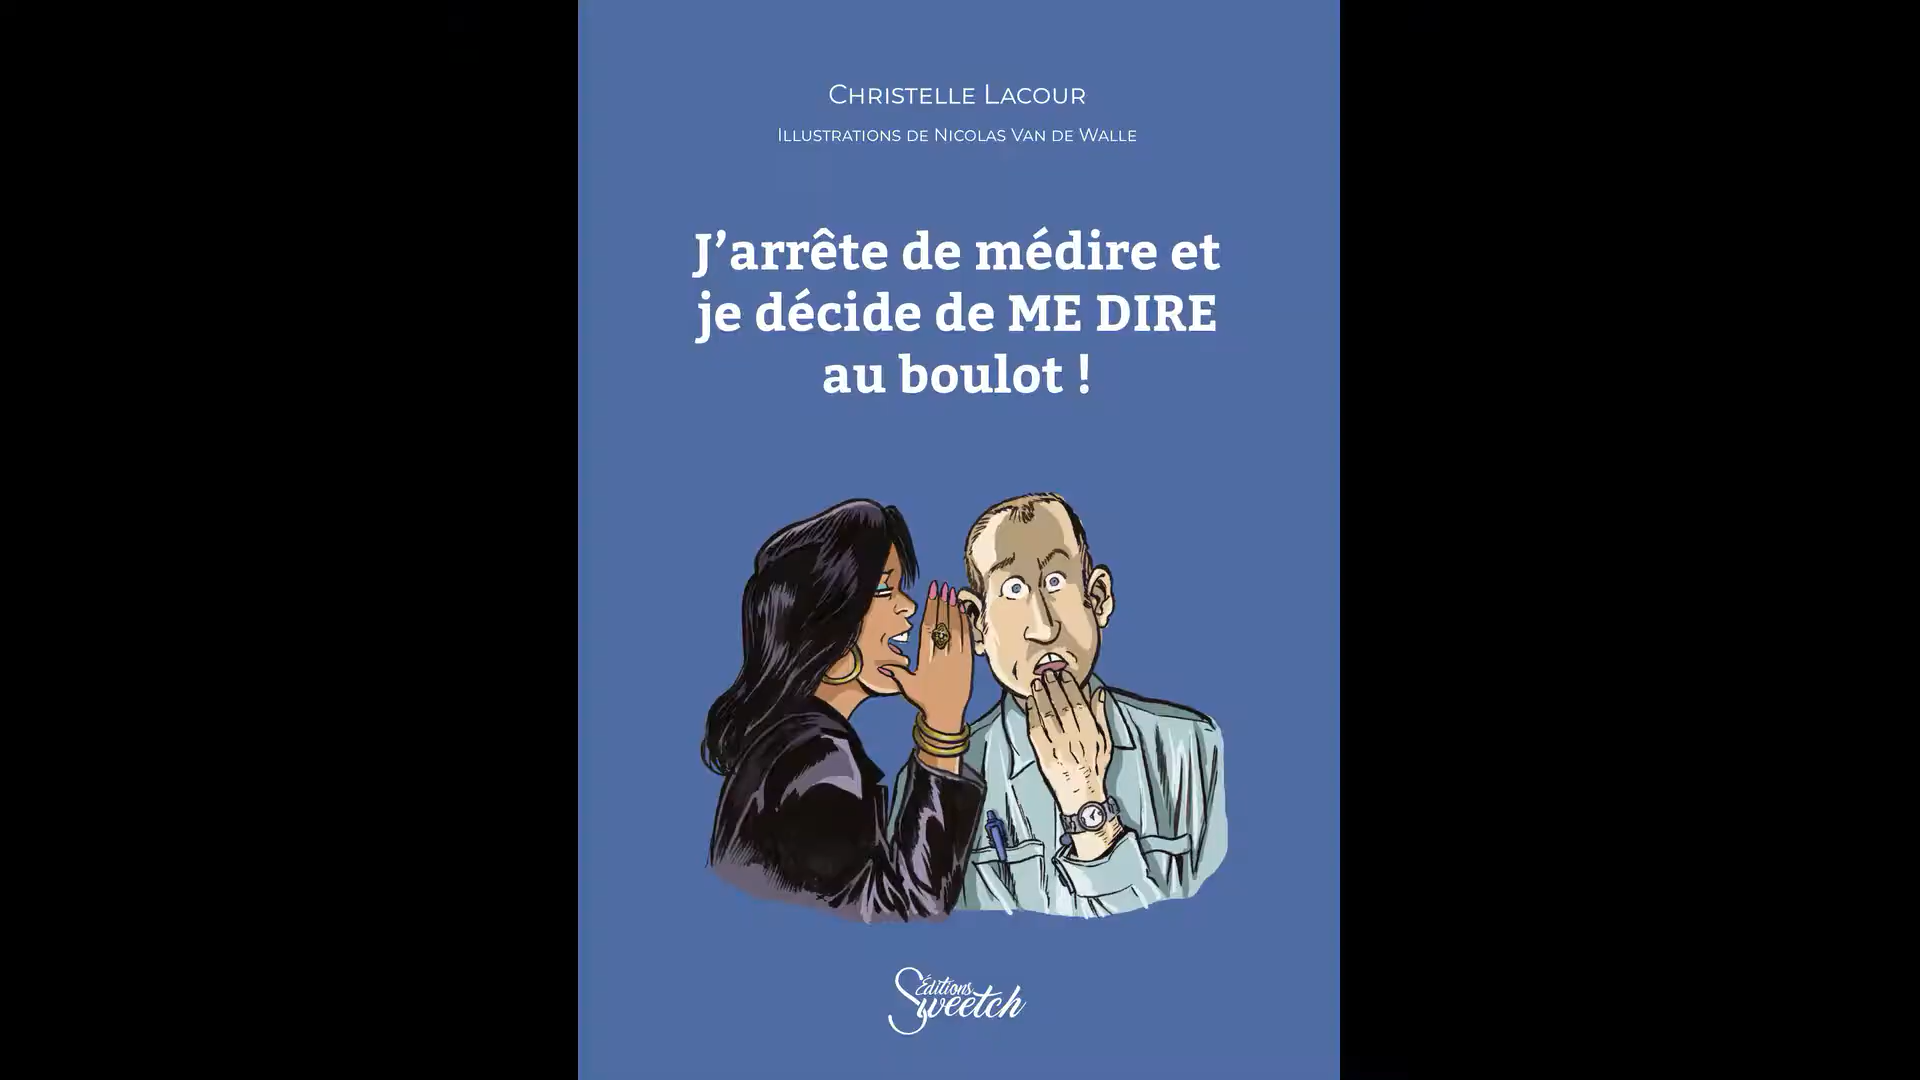 Christelle Lacour
Illustrations de Nicolas Van de Walle
J’arrête de médire et
je décide de ME DIRE
au boulot !
Éditions
Sweetch